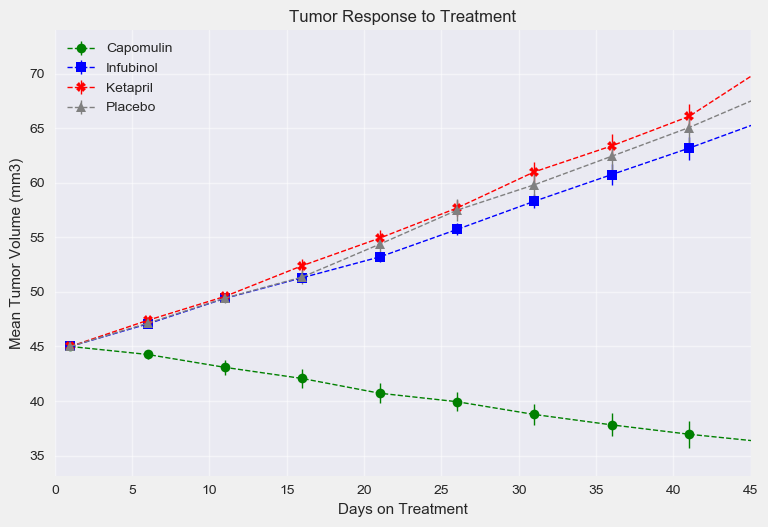 Tumor Response to Treatment
Capomulin
Infubinol
Ketapril
Placebo
Mean Tumor Volume (mm3)
70
65
60
55
50
45
40
35
0 5 10 15 20 25 30 35 40 45
Days on Treatment